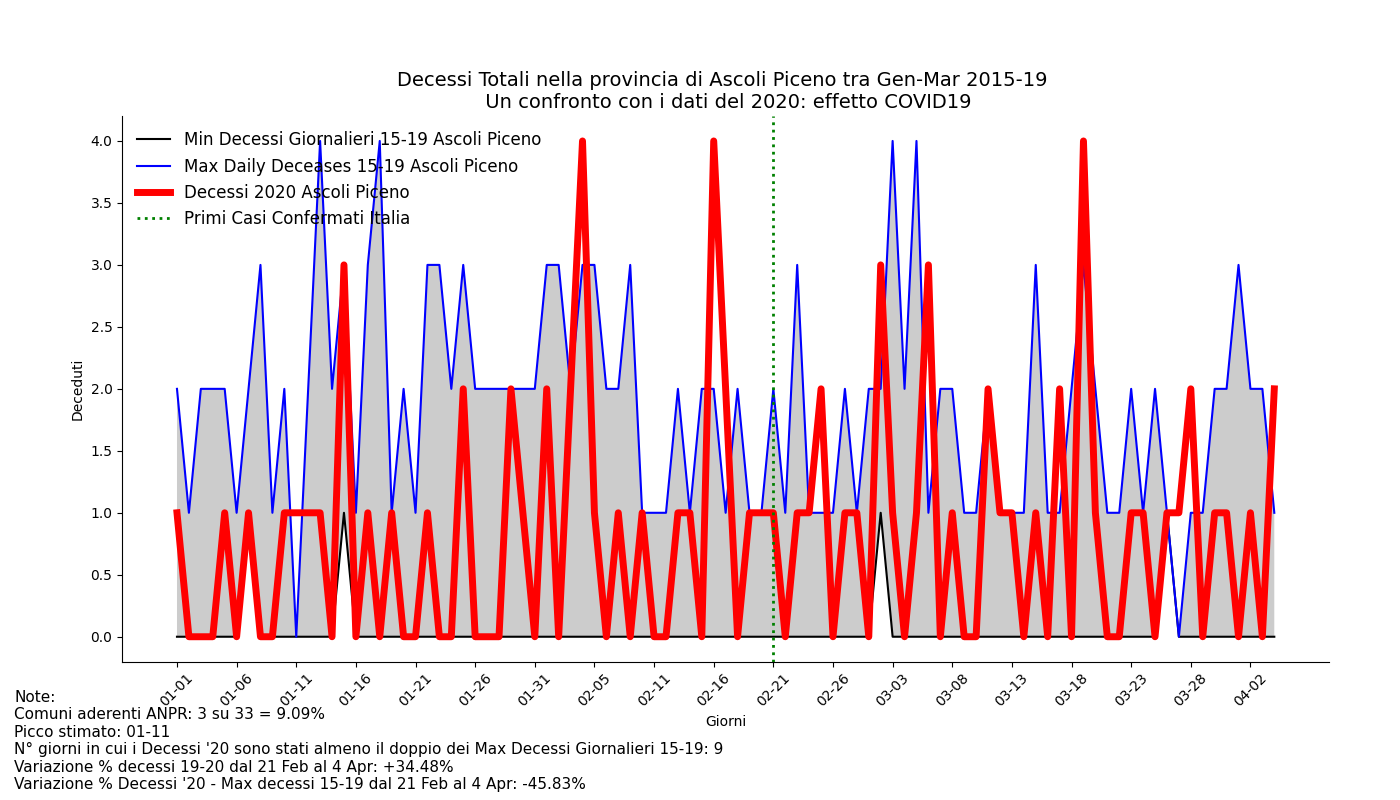 Decessi Totali nella provincia di Ascoli Piceno tra Gen-Mar 2015-19
Un confronto con i dati del 2020: effetto COVID19
Min Decessi Giornalieri 15-19 Ascoli Piceno
Max Daily Deceases 15-19 Ascoli Piceno
Decessi 2020 Ascoli Piceno
Primi Casi Confermati Italia
4.0
3.5
3.0
2.5
2.0
1.5
1.0
0.5
0.0
Deceduti
01-01
01-06
01-11
01-16
01-21
01-26
01-31
02-05
02-11
02-16
02-21
02-26
03-03
03-08
03-13
03-18
03-23
03-28
04-02
Giorni
Note:
Comuni aderenti ANPR: 3 su 33 = 9.09%
Picco stimato: 01-11
N° giorni in cui i Decessi '20 sono stati almeno il doppio dei Max Decessi Giornalieri 15-19: 9
Variazione % decessi 19-20 dal 21 Feb al 4 Apr: +34.48%
Variazione % Decessi '20 - Max decessi 15-19 dal 21 Feb al 4 Apr: -45.83%